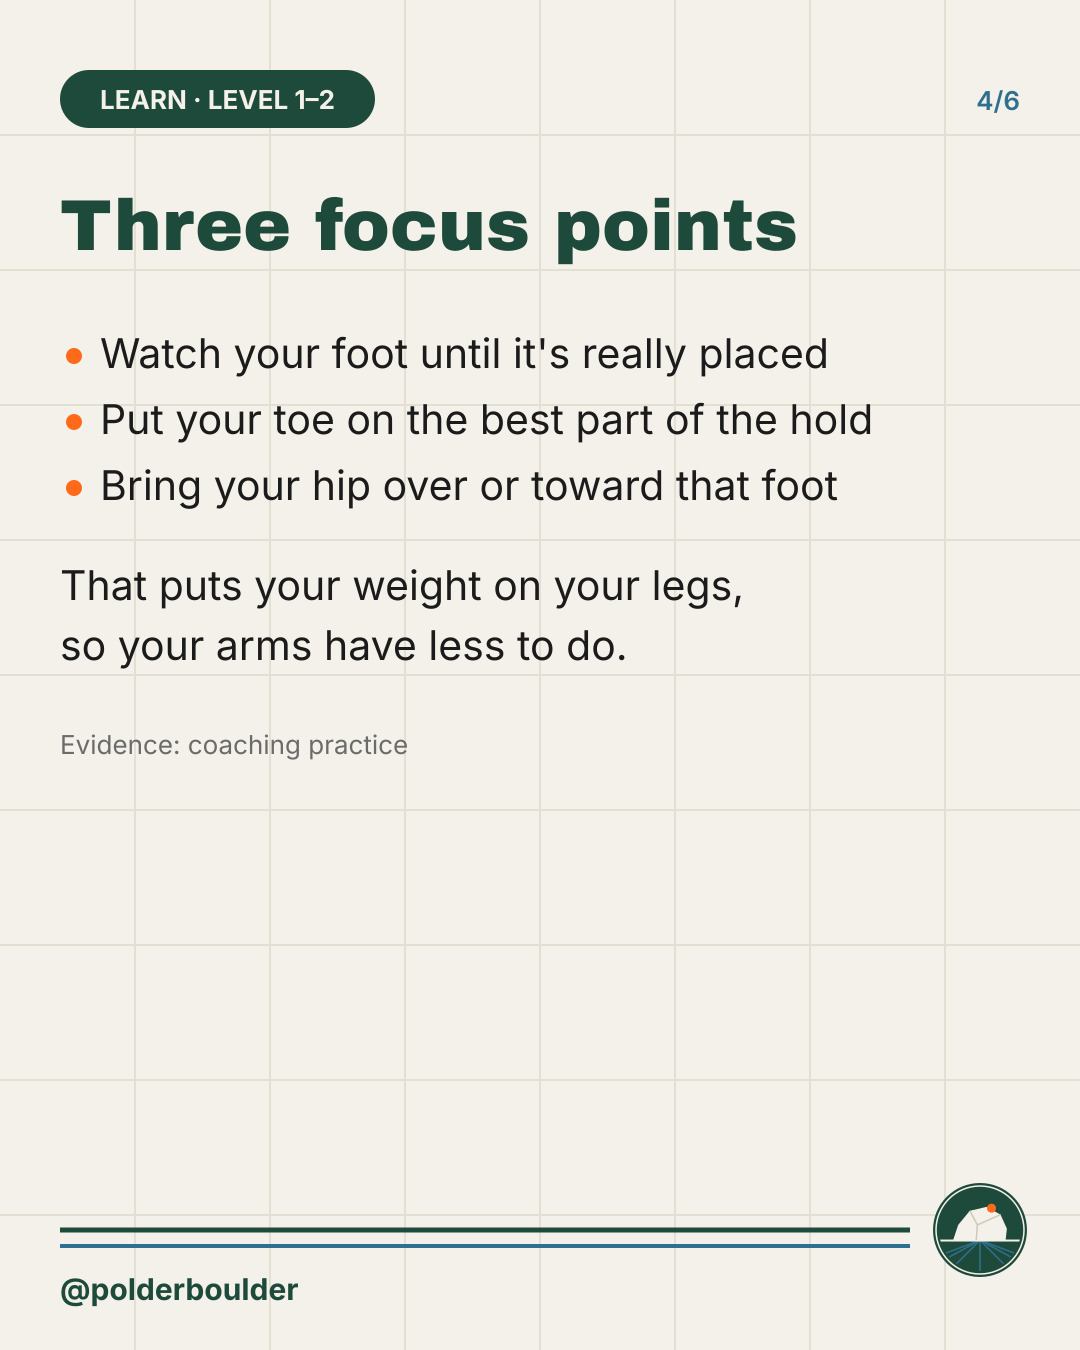 LEARN · LEVEL 1–2
4/6
Three focus points
• Watch your foot until it's really placed
• Put your toe on the best part of the hold
• Bring your hip over or toward that foot
That puts your weight on your legs,
so your arms have less to do.
Evidence: coaching practice
@polderboulder